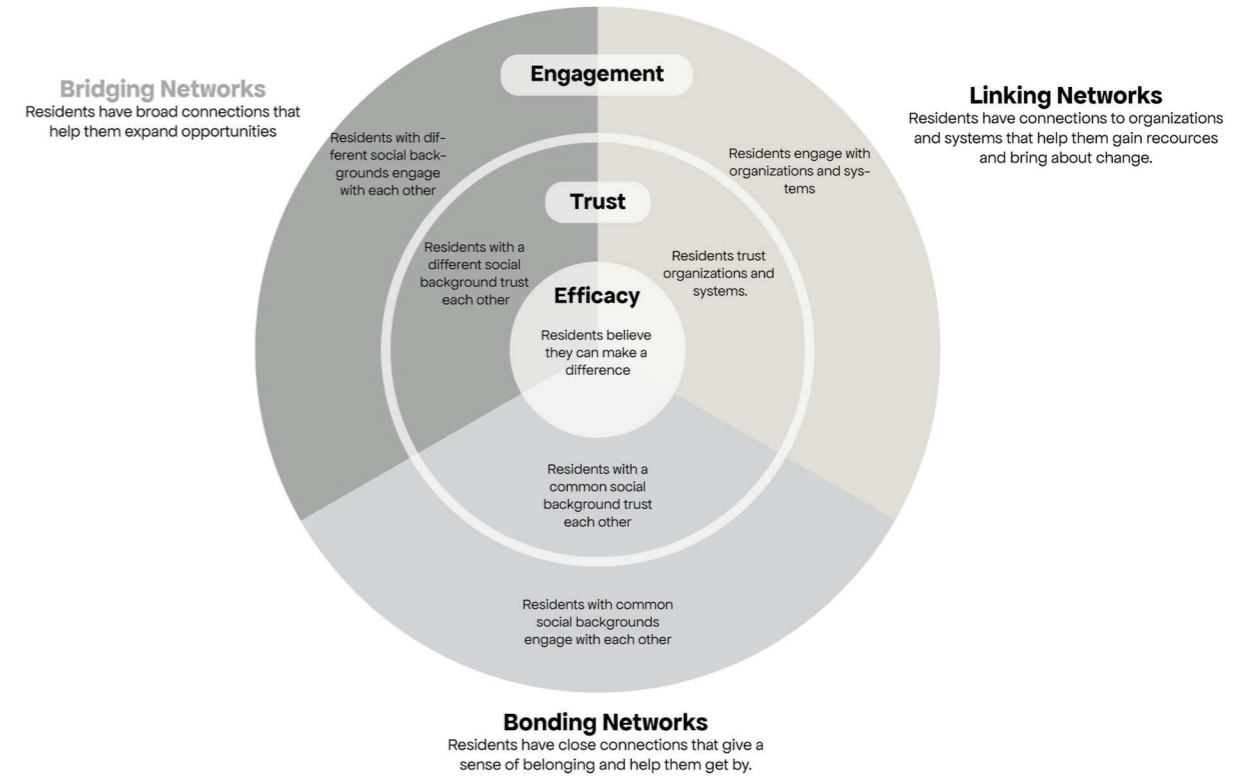 Bridging Networks
Residents have broad connections that
help them expand opportunities
Engagement
Linking Networks
Residents have connections to organizations
and systems that help them gain recources
and bring about change.
Residents with dif-
ferent social back-
grounds engage
with each other
Residents engage with
organizations and sys-
tems
Trust
Residents with a
different social
background trust
each other
Residents trust
organizations and
systems.
Efficacy
Residents believe
they can make a
difference
Residents with a
common social
background trust
each other
Residents with common
social backgrounds
engage with each other
Bonding Networks
Residents have close connections that give a
sense of belonging and help them get by.